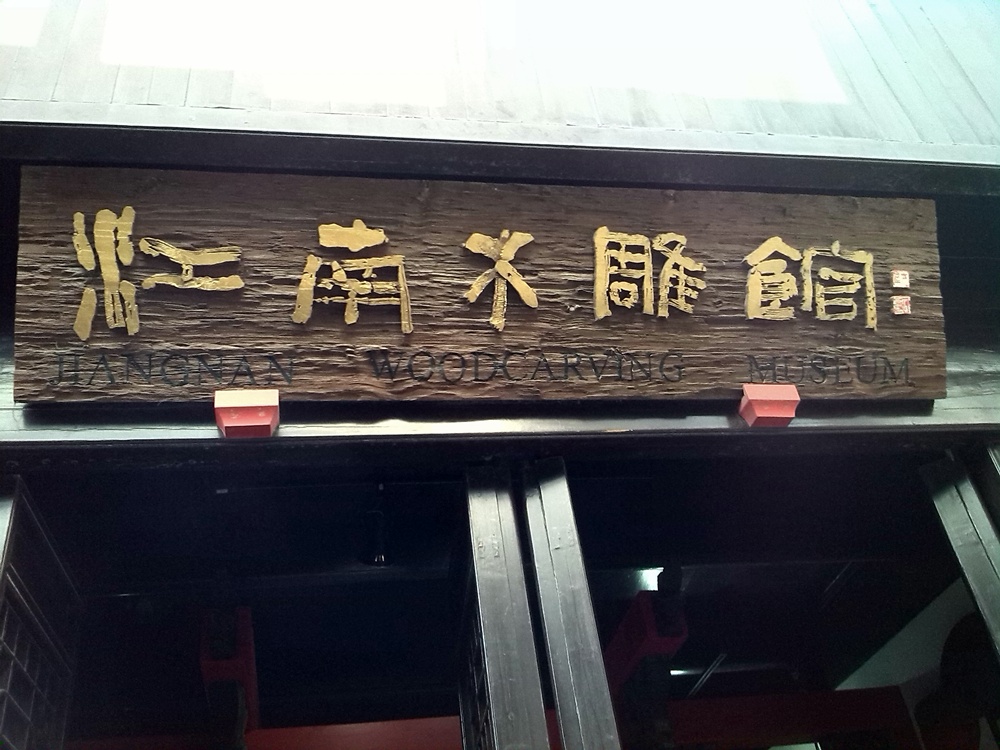 江南木雕館
JIANGNAN WOODCARVING MUSEUM